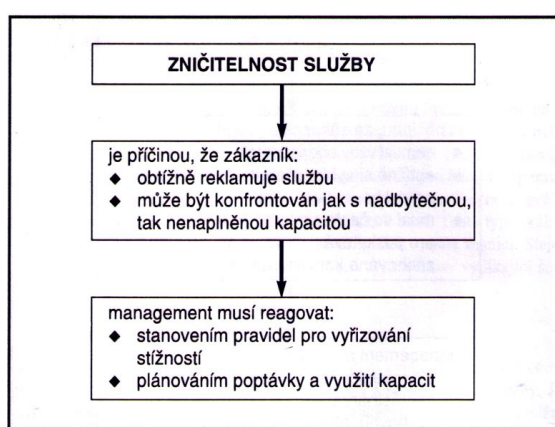 ZNIČITELNOST SLUŽBY
je příčinou, že zákazník:
◆ obtížně reklamuje službu
◆ může být konfrontován jak s nadbytečnou,
tak nenaplněnou kapacitou
management musí reagovat:
◆ stanovením pravidel pro vyřizování
stížností
◆ plánováním poptávky a využití kapacit